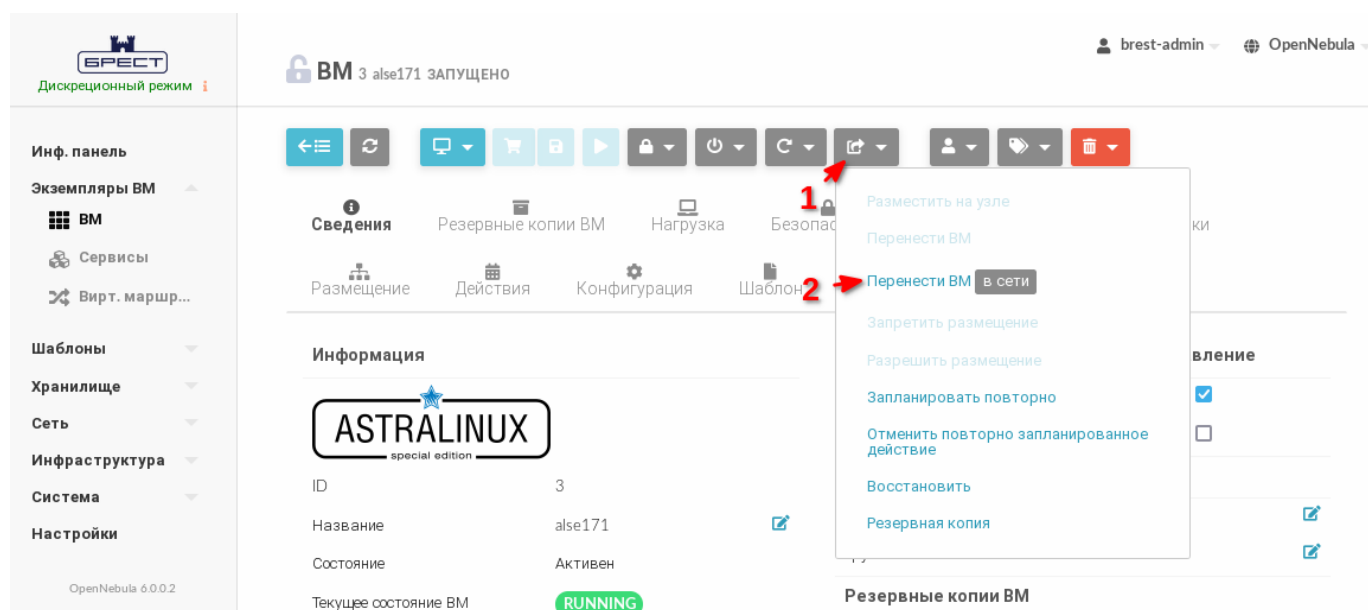 БРЕСТ
Дискреционный режим
ВМ 3 alse171 ЗАПУЩЕНО
brest-admin
OpenNebula
Инф. панель
Экземпляры ВМ
ВМ
Сервисы
Вирт. маршр...
Шаблоны
Хранилище
Сеть
Инфраструктура
Система
Настройки
OpenNebula 6.0.0.2
1
2
Сведения
Резервные копии ВМ
Нагрузка
Размещение
Действия
Конфигурация
Шаблон
Разместить на узле
Перенести ВМ
Перенести ВМ в сети
Запретить размещение
Разрешить размещение
Запланировать повторно
Отменить повторно запланированное
действие
Восстановить
Резервная копия
Информация
ASTRALINUX
special edition
ID 3
Название alse171
Состояние Активен
Текущее состояние ВМ RUNNING
Резервные копии ВМ